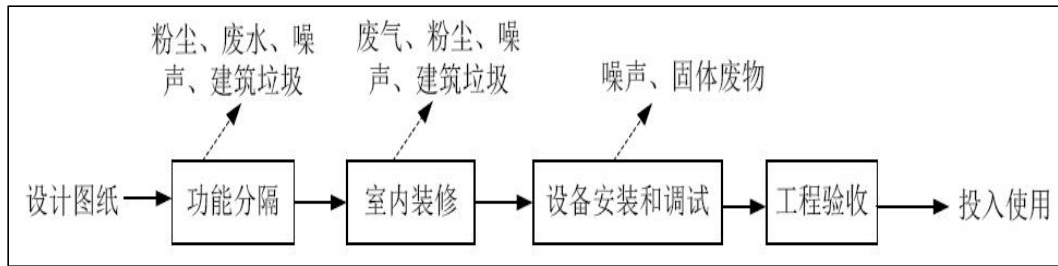 粉尘、废水、噪
声、建筑垃圾
废气、粉尘、噪
声、建筑垃圾
噪声、固体废物
设计图纸
功能分隔
室内装修
设备安装和调试
工程验收
投入使用